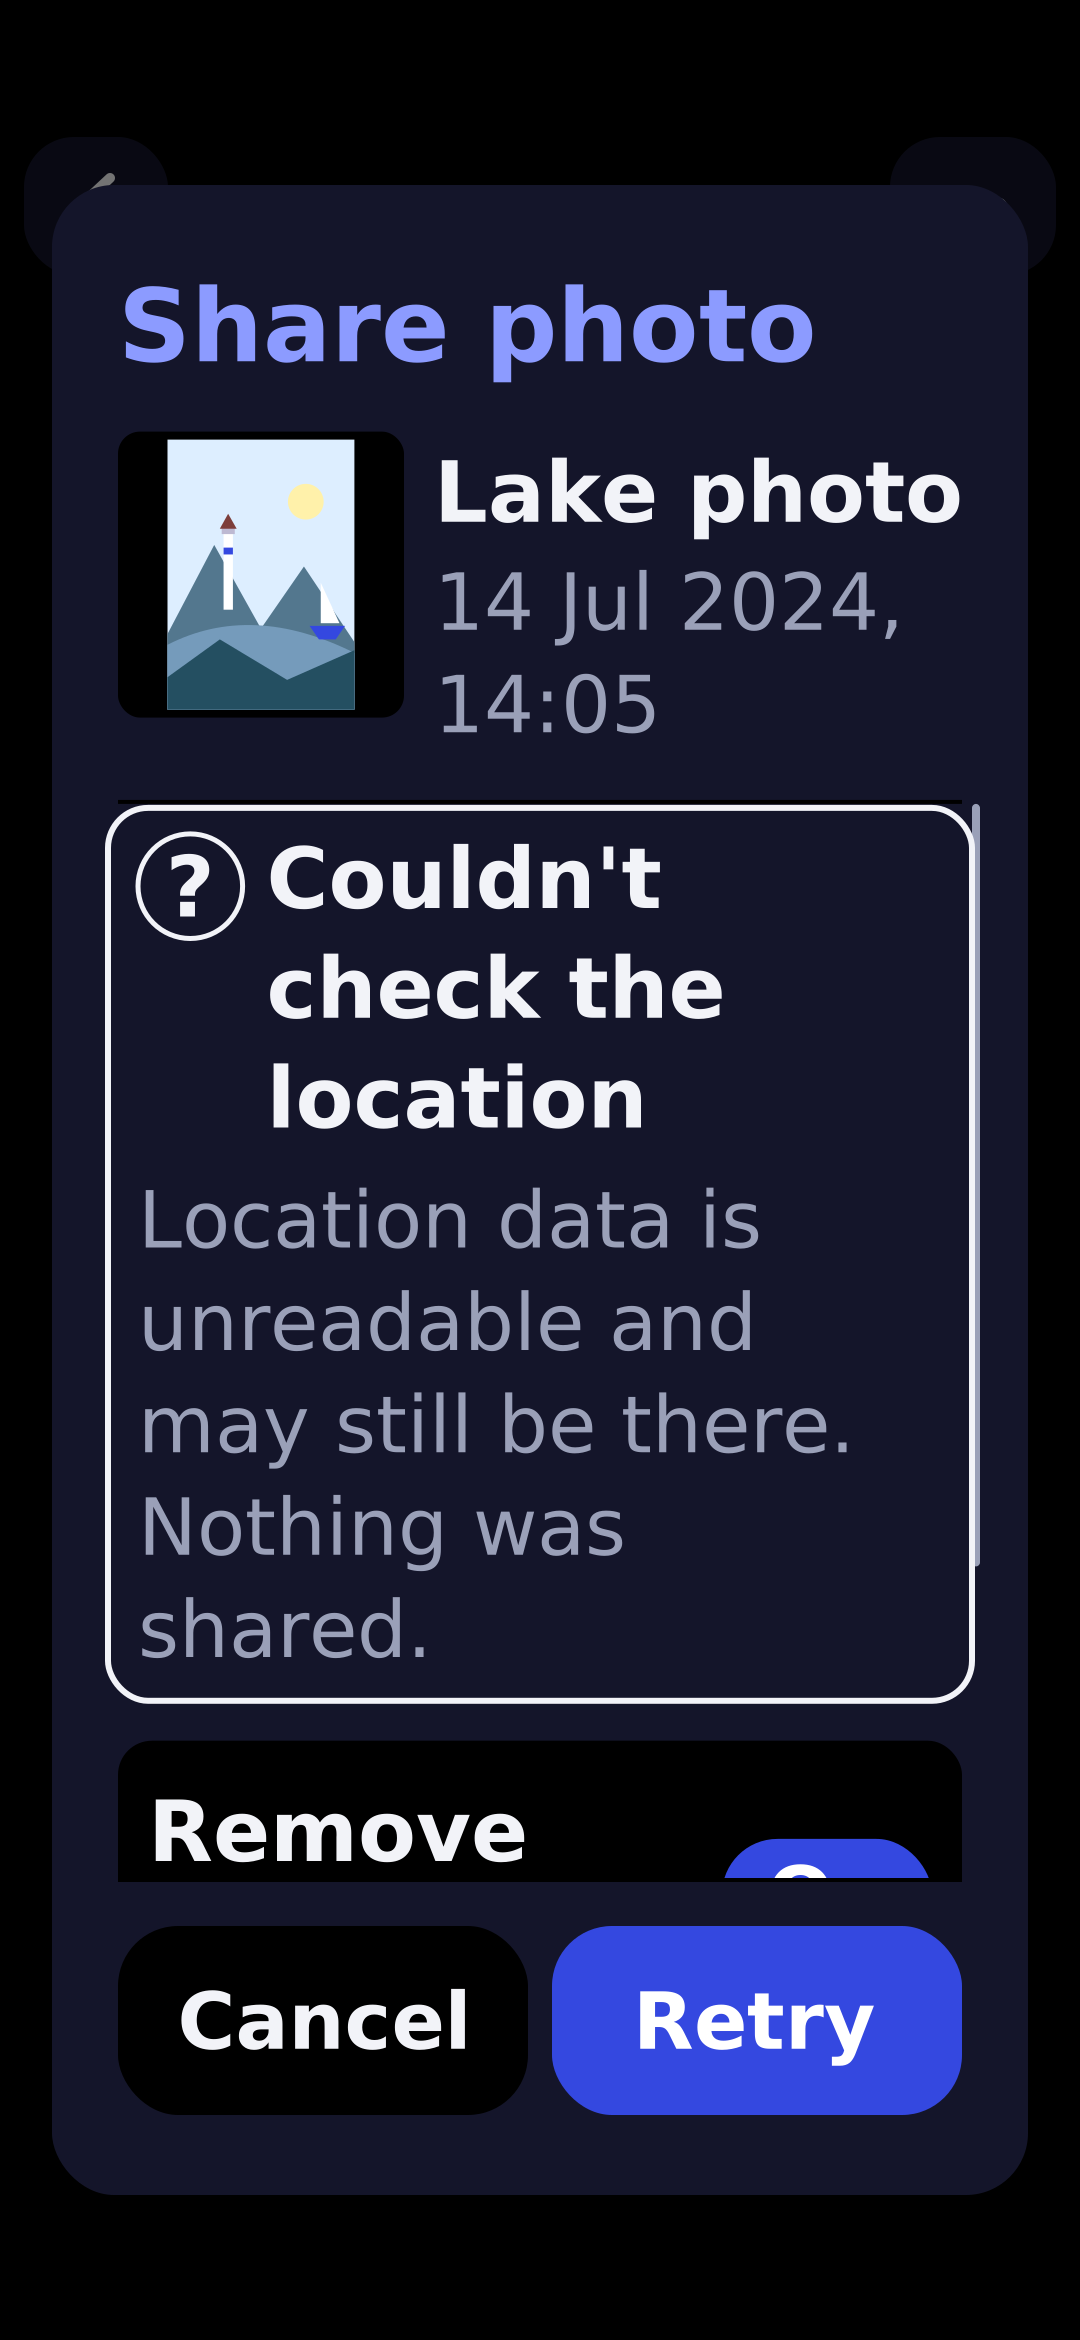 Share photo
Lake photo
14 Jul 2024,
14:05
?
Couldn't
check the
location
Location data is
unreadable and
may still be there.
Nothing was
shared.
Remove
Cancel
Retry